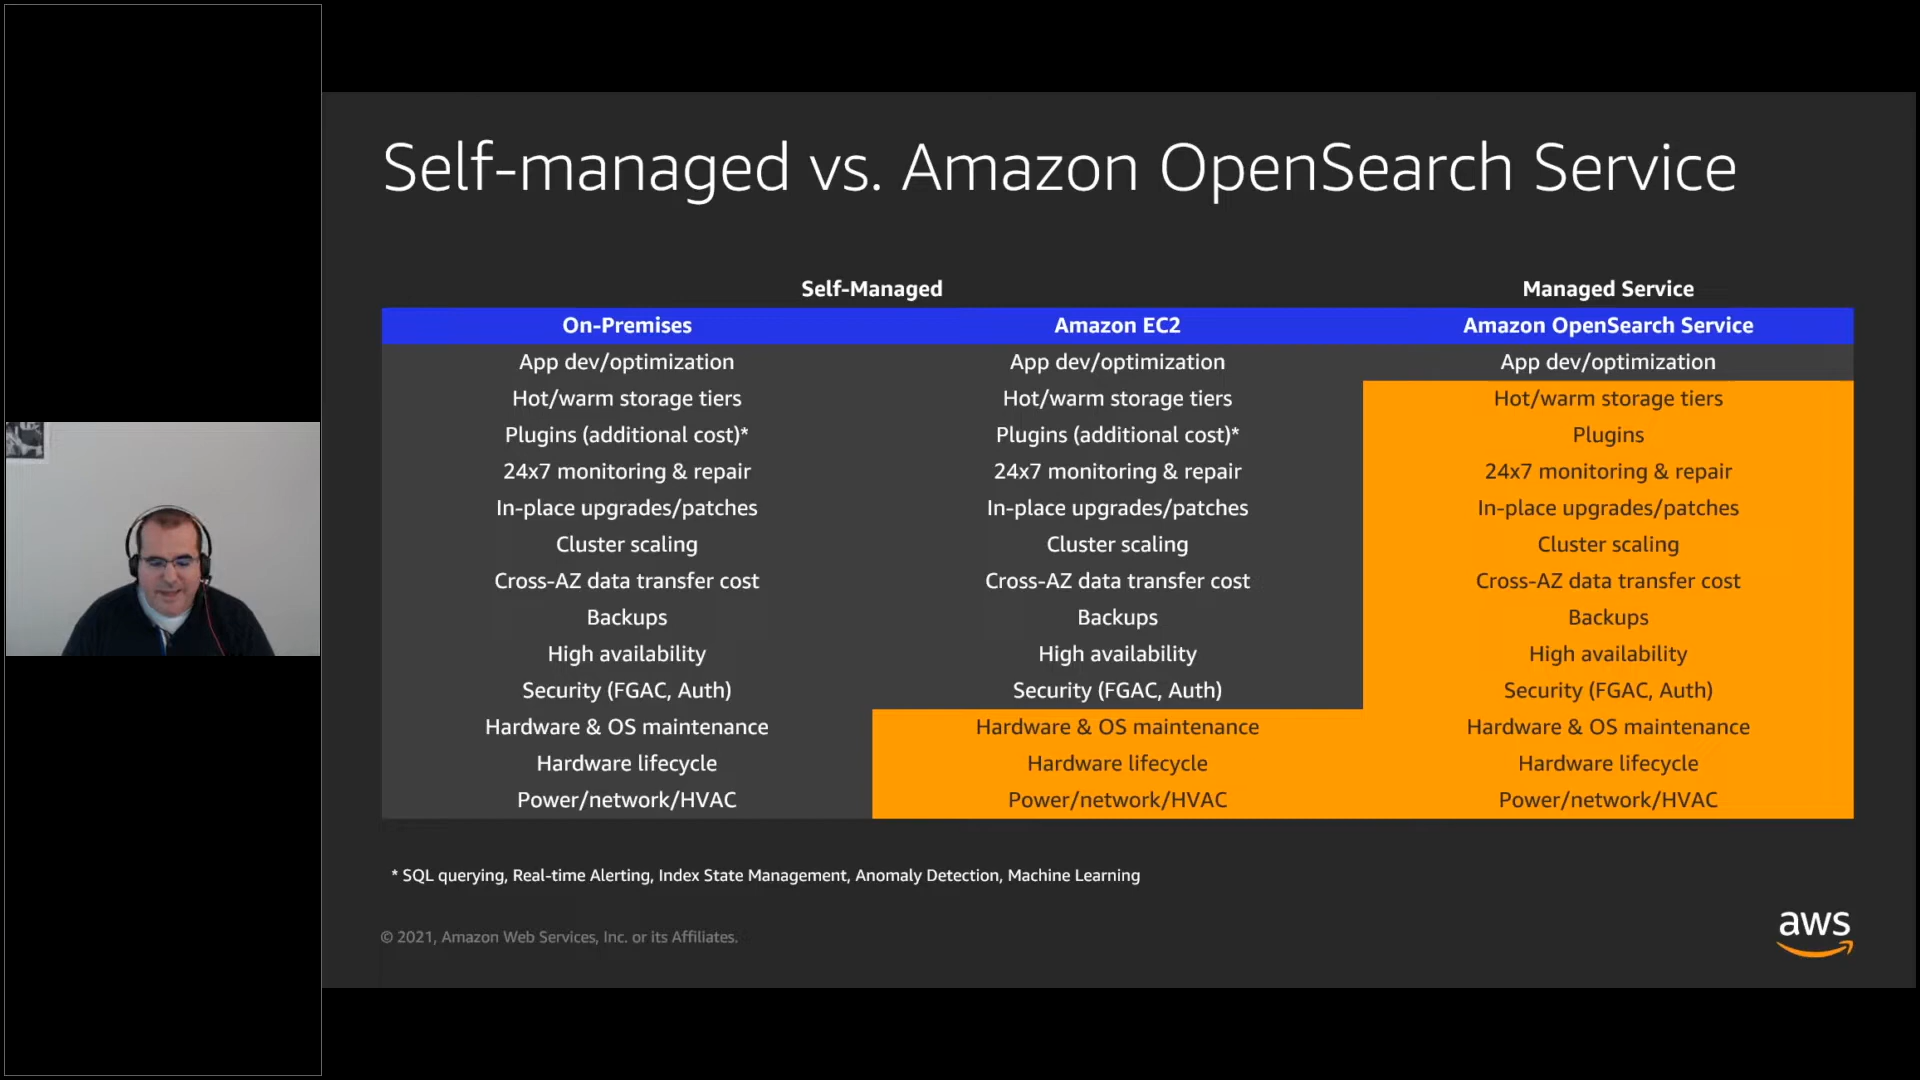 Self-managed vs. Amazon OpenSearch Service
Self-Managed Managed Service
On-Premises Amazon EC2 Amazon OpenSearch Service
App dev/optimization App dev/optimization App dev/optimization
Hot/warm storage tiers Hot/warm storage tiers Hot/warm storage tiers
Plugins (additional cost)* Plugins (additional cost)* Plugins
24x7 monitoring & repair 24x7 monitoring & repair 24x7 monitoring & repair
In-place upgrades/patches In-place upgrades/patches In-place upgrades/patches
Cluster scaling Cluster scaling Cluster scaling
Cross-AZ data transfer cost Cross-AZ data transfer cost Cross-AZ data transfer cost
Backups Backups Backups
High availability High availability High availability
Security (FGAC, Auth) Security (FGAC, Auth) Security (FGAC, Auth)
Hardware & OS maintenance Hardware & OS maintenance Hardware & OS maintenance
Hardware lifecycle Hardware lifecycle Hardware lifecycle
Power/network/HVAC Power/network/HVAC Power/network/HVAC
* SQL querying, Real-time Alerting, Index State Management, Anomaly Detection, Machine Learning
© 2021, Amazon Web Services, Inc. or its Affiliates.
aws